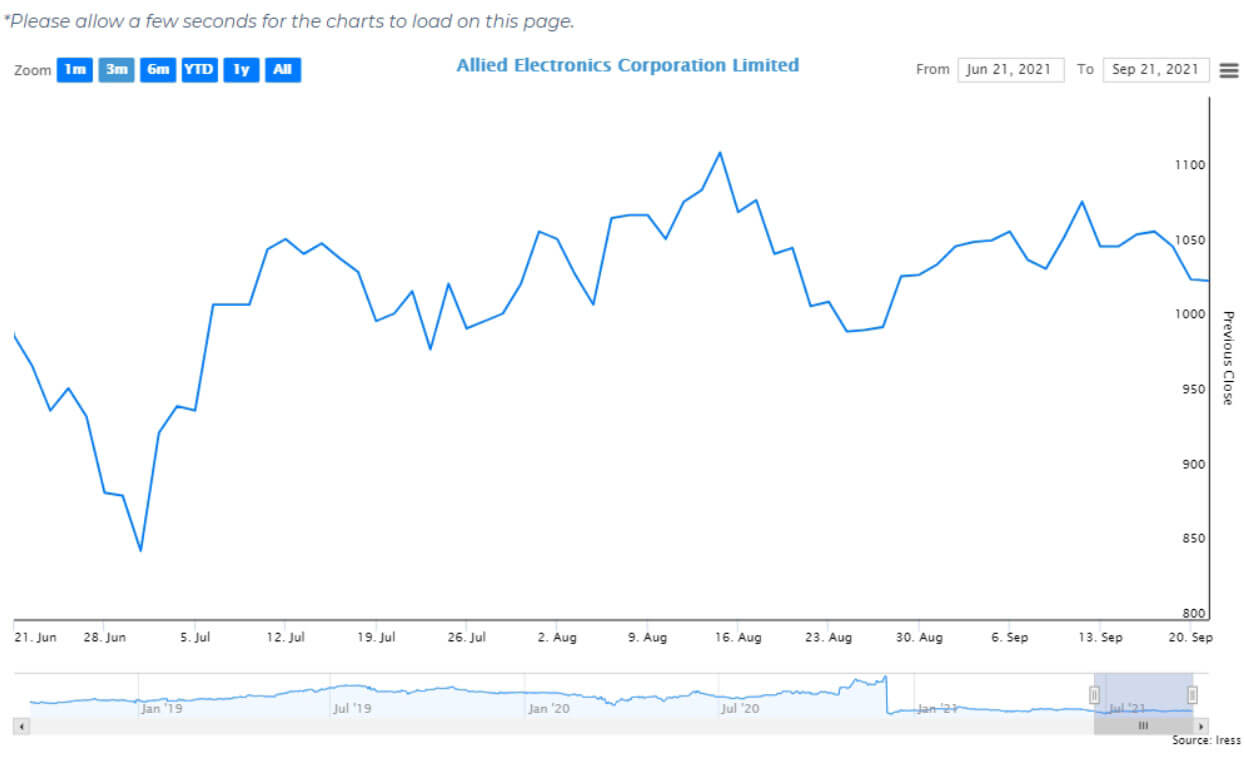 *Please allow a few seconds for the charts to load on this page.
Zoom 1m 3m 6m YTD 1y All
Allied Electronics Corporation Limited
From Jun 21, 2021 To Sep 21, 2021
1100
1050
1000
950
900
850
800
Previous Close
21. Jun 28. Jun 5. Jul 12. Jul 19. Jul 26. Jul 2. Aug 9. Aug 16. Aug 23. Aug 30. Aug 6. Sep 13. Sep 20. Sep
Jan '19 Jul '19 Jan '20 Jul '20 Jan '21 Jul '21
Source: Iress